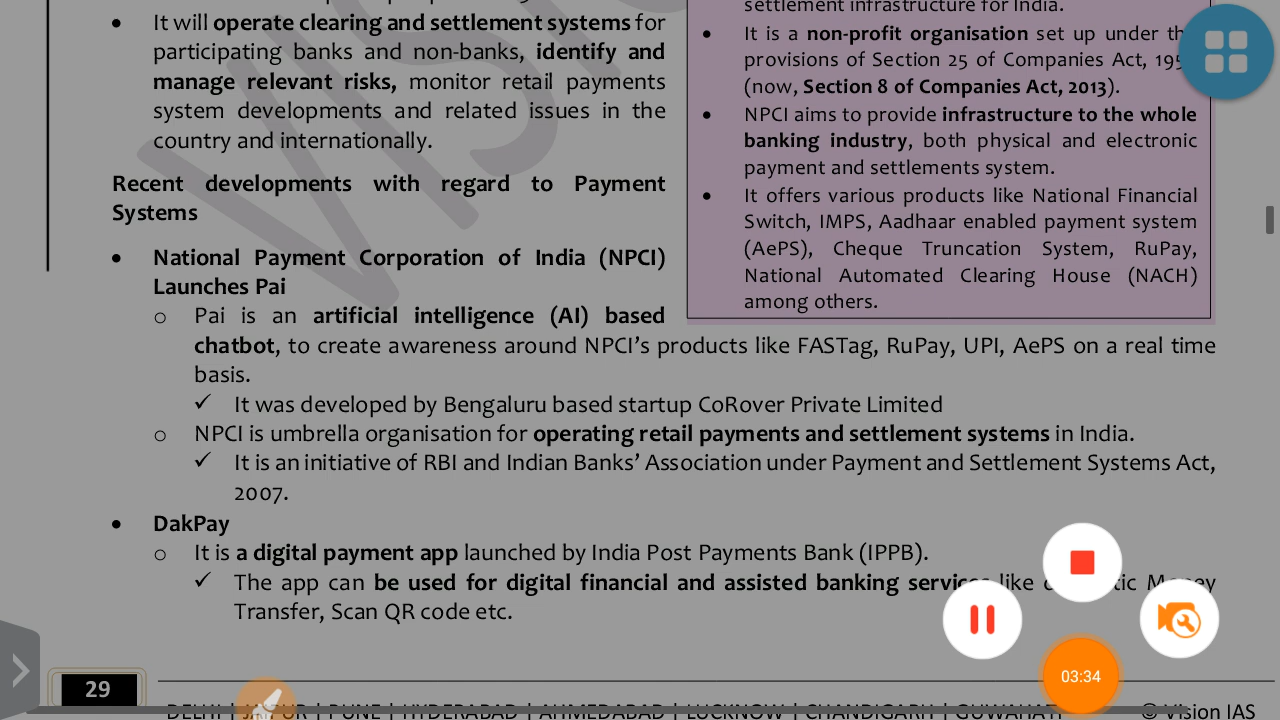 It will operate clearing and settlement systems for
participating banks and non-banks, identify and
manage relevant risks, monitor retail payments
system developments and related issues in the
country and internationally.
Recent developments with regard to Payment
Systems
• National Payment Corporation of India (NPCI)
Launches Pai
o Pai is an artificial intelligence (AI) based
settlement infrastructure for India.
• It is a non-profit organisation set up under
provisions of Section 25 of Companies Act,
(now, Section 8 of Companies Act, 2013).
• NPCI aims to provide infrastructure to the whole
banking industry, both physical and electronic
payment and settlements system.
• It offers various products like National Financial
Switch, IMPS, Aadhaar enabled payment system
(AePS), Cheque Truncation System, RuPay,
National Automated Clearing House (NACH)
among others.
chatbot, to create awareness around NPCI's products like FASTag, RuPay, UPI, AePS on a real time
basis.
✓ It was developed by Bengaluru based startup CoRover Private Limited
o NPCI is umbrella organisation for operating retail payments and settlement systems in India.
✓ It is an initiative of RBI and Indian Banks' Association under Payment and Settlement Systems Act,
2007.
• DakPay
o It is a digital payment app launched by India Post Payments Bank (IPPB).
✓ The app can be used for digital financial and assisted banking services like
Transfer, Scan QR code etc.
03:34
29
DELHI | JAIPUR | PUNE | HYDERABAD | AHMEDABAD | LUCKNOW | CHANDIGARH | GUWAHATI
© Vision IAS